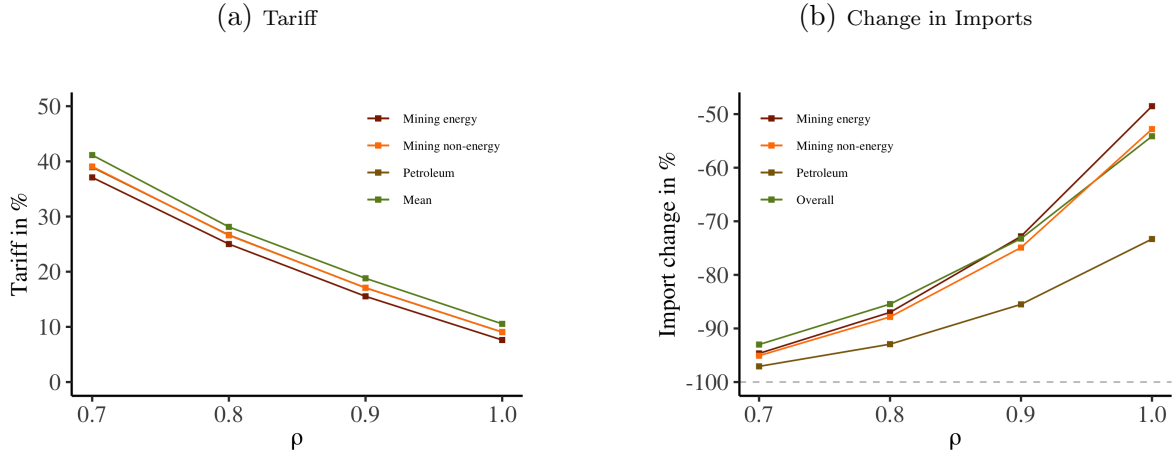 (a) Tariff
Tariff in %
50
40
30
20
10
0
0.7 0.8 0.9 1.0
ρ
Mining energy
Mining non-energy
Petroleum
Mean
(b) Change in Imports
Import change in %
-50
-60
-70
-80
-90
-100
0.7 0.8 0.9 1.0
ρ
Mining energy
Mining non-energy
Petroleum
Overall